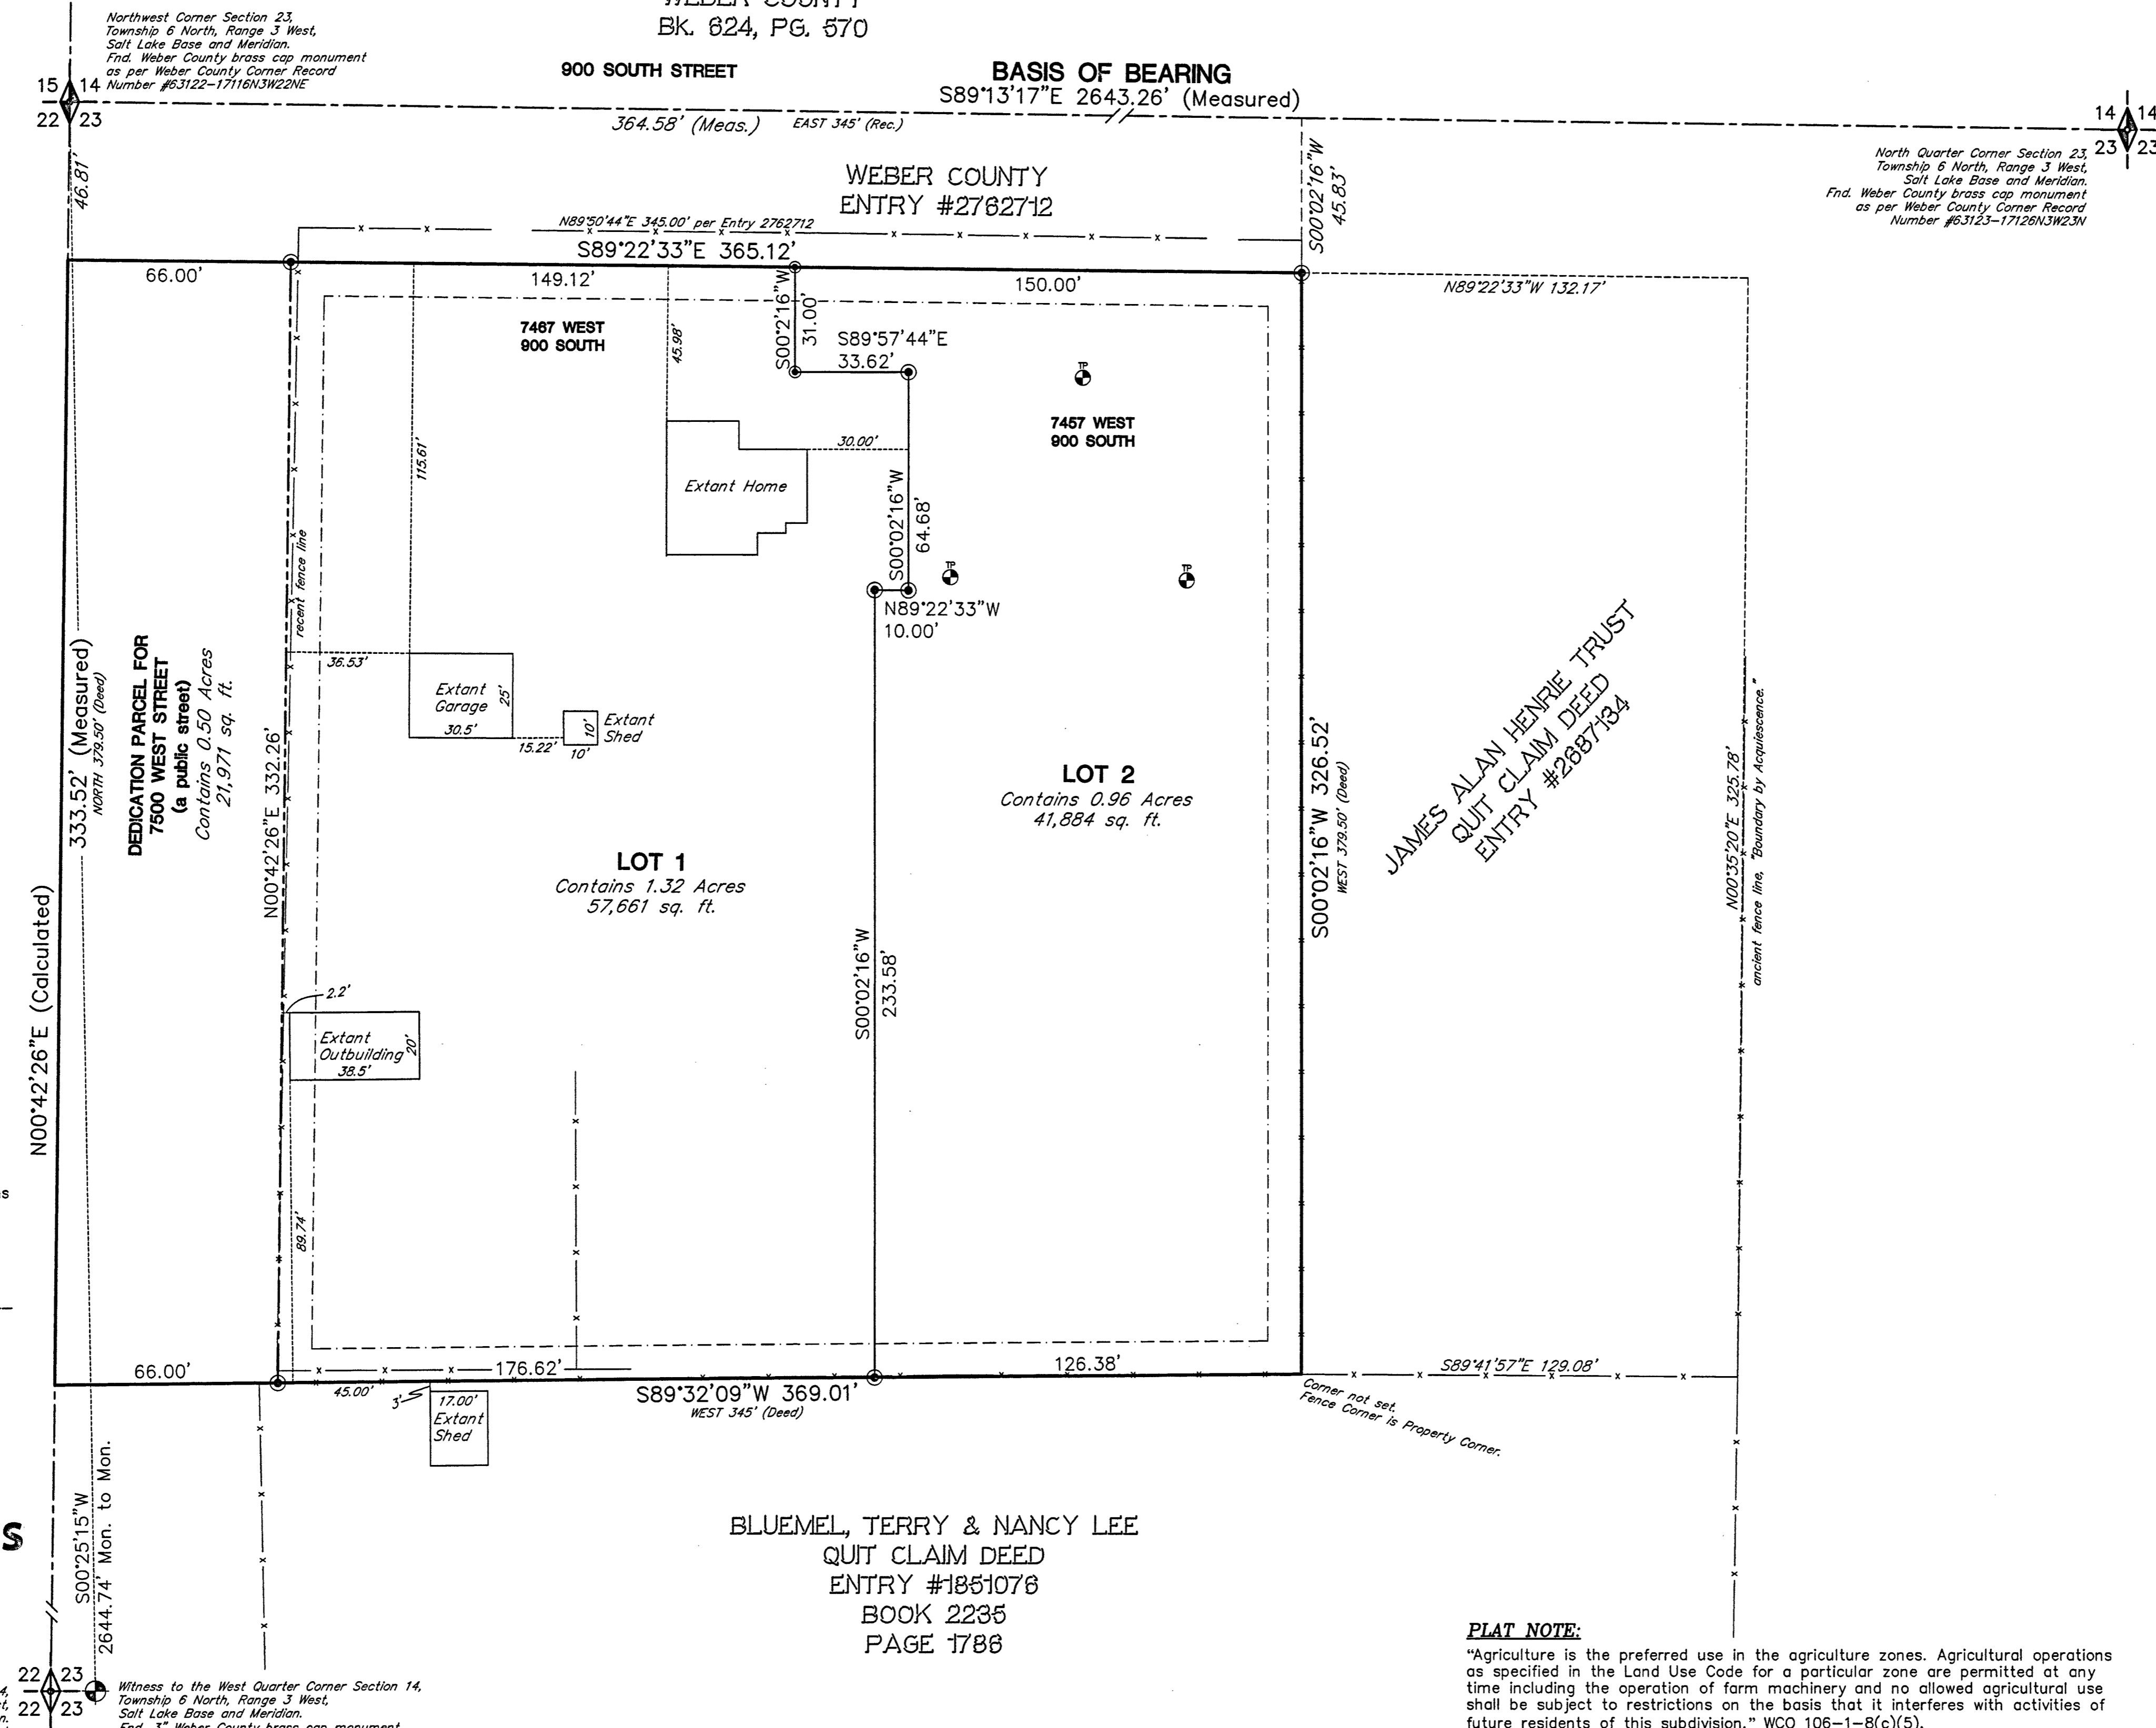 WEBER COUNTY
BK. 624, PG. 570
Northwest Corner Section 23,
Township 6 North, Range 3 West,
Salt Lake Base and Meridian.
Fnd. Weber County brass cap monument
as per Weber County Corner Record
Number #63122-17116N3W22NE
15 14
22 23
900 SOUTH STREET
BASIS OF BEARING
S89°13'17"E 2643.26' (Measured)
364.58' (Meas.)
EAST 345' (Rec.)
14 14
23 23
North Quarter Corner Section 23,
Township 6 North, Range 3 West,
Salt Lake Base and Meridian.
Fnd. Weber County brass cap monument
as per Weber County Corner Record
Number #63123-17126N3W23N
46.81'
WEBER COUNTY
ENTRY #2762712
S00°02'16"W
45.83'
N89°50'44"E 345.00' per Entry 2762712
S89°22'33"E 365.12'
66.00'
149.12'
150.00'
N89°22'33"W 132.17'
7467 WEST
900 SOUTH
45.98'
S00°2'16"W
31.00'
S89°57'44"E
33.62'
TP
7457 WEST
900 SOUTH
115.61'
30.00'
Extant Home
S00°02'16"W
64.68'
recent fence line
TP
TP
N89°22'33"W
10.00'
36.53'
Extant
Garage
25'
30.5'
15.22'
10'
10'
Extant
Shed
333.52' (Measured)
NORTH 379.50' (Deed)
DEDICATION PARCEL FOR
7500 WEST STREET
(a public street)
Contains 0.50 Acres
21,971 sq. ft.
N00°42'26"E 332.26'
LOT 2
Contains 0.96 Acres
41,884 sq. ft.
S00°02'16"W 326.52'
WEST 379.50' (Deed)
JAMES ALAN HENRIE TRUST
QUIT CLAIM DEED
ENTRY #2687134
N00°35'20"E 325.78'
ancient fence line, "Boundary by Acquiescence."
LOT 1
Contains 1.32 Acres
57,661 sq. ft.
N00°42'26"E (Calculated)
S00°02'16"W
233.58'
2.2'
Extant
Outbuilding
20'
38.5'
89.74'
s
66.00'
176.62'
126.38'
S89°41'57"E 129.08'
45.00'
3'
17.00'
Extant
Shed
S89°32'09"W 369.01'
WEST 345' (Deed)
Corner not set.
Fence Corner is Property Corner.
S00°25'15"W
2644.74' Mon. to Mon.
S
BLUEMEL, TERRY & NANCY LEE
QUIT CLAIM DEED
ENTRY #1851076
BOOK 2235
PAGE 1786
22 23
22 23
Witness to the West Quarter Corner Section 14,
Township 6 North, Range 3 West,
Salt Lake Base and Meridian.
Fnd. 3" Weber County brass cap monument
PLAT NOTE:
"Agriculture is the preferred use in the agriculture zones. Agricultural operations
as specified in the Land Use Code for a particular zone are permitted at any
time including the operation of farm machinery and no allowed agricultural use
shall be subject to restrictions on the basis that it interferes with activities of
future residents of this subdivision." WCO 106-1-8(c)(5).